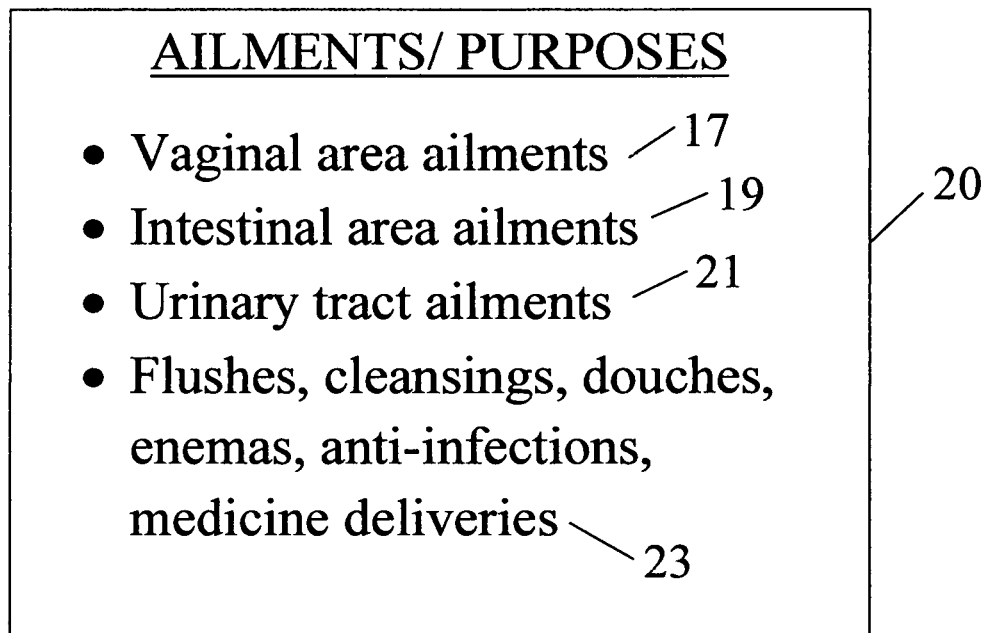 AILMENTS/ PURPOSES
• Vaginal area ailments 17
• Intestinal area ailments 19
20
• Urinary tract ailments 21
• Flushes, cleansings, douches,
enemas, anti-infections,
medicine deliveries
23